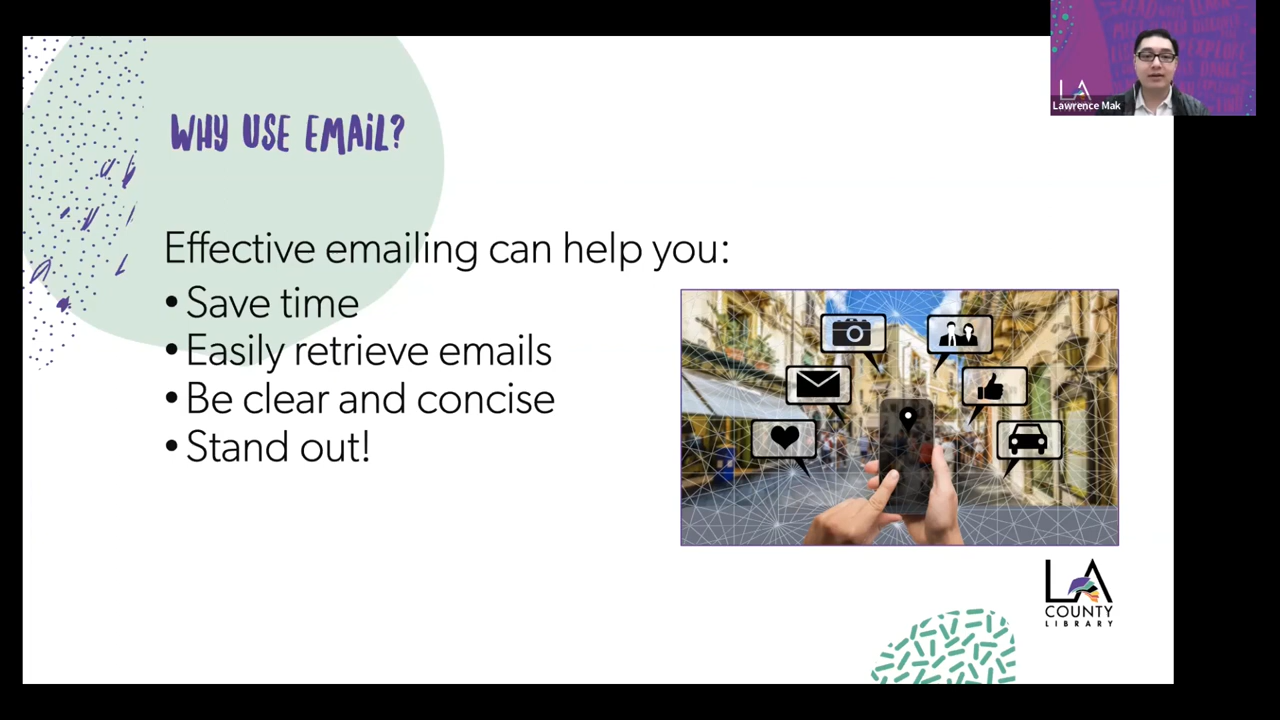 WHY USE EMAIL?
Effective emailing can help you:
• Save time
• Easily retrieve emails
• Be clear and concise
• Stand out!
LA
Lawrence Mak
LA
COUNTY
LIBRARY